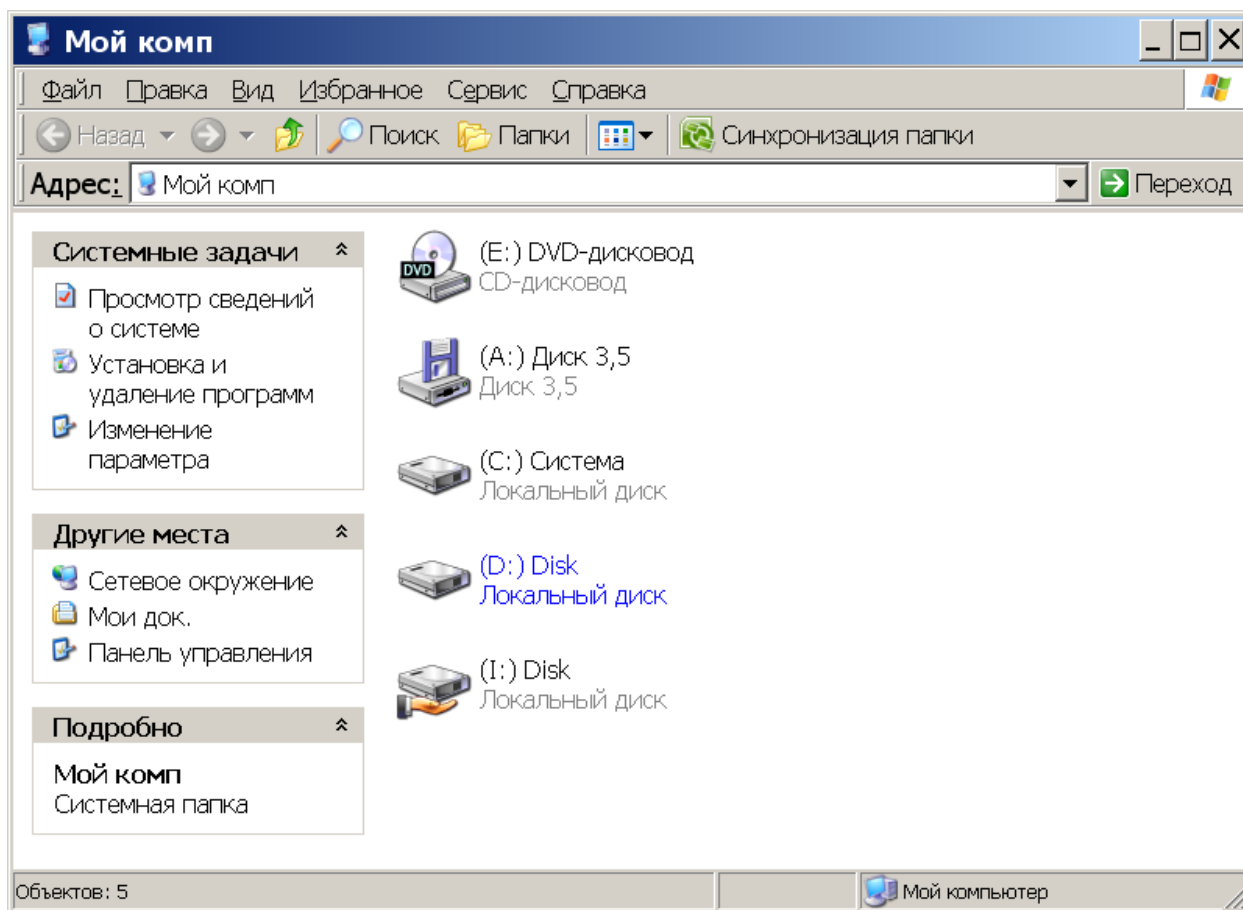 Мой комп
Файл Правка Вид Избранное Сервис Справка
Назад Поиск Папки Синхронизация папки
Адрес: Мой комп Переход
Системные задачи
Просмотр сведений
о системе
Установка и
удаление программ
Изменение
параметра
Другие места
Сетевое окружение
Мои док.
Панель управления
Подробно
Мой комп
Системная папка
(E:) DVD-дисковод
CD-дисковод
DVD
(A:) Диск 3,5
Диск 3,5
(C:) Система
Локальный диск
(D:) Disk
Локальный диск
(I:) Disk
Локальный диск
Объектов: 5
Мой компьютер